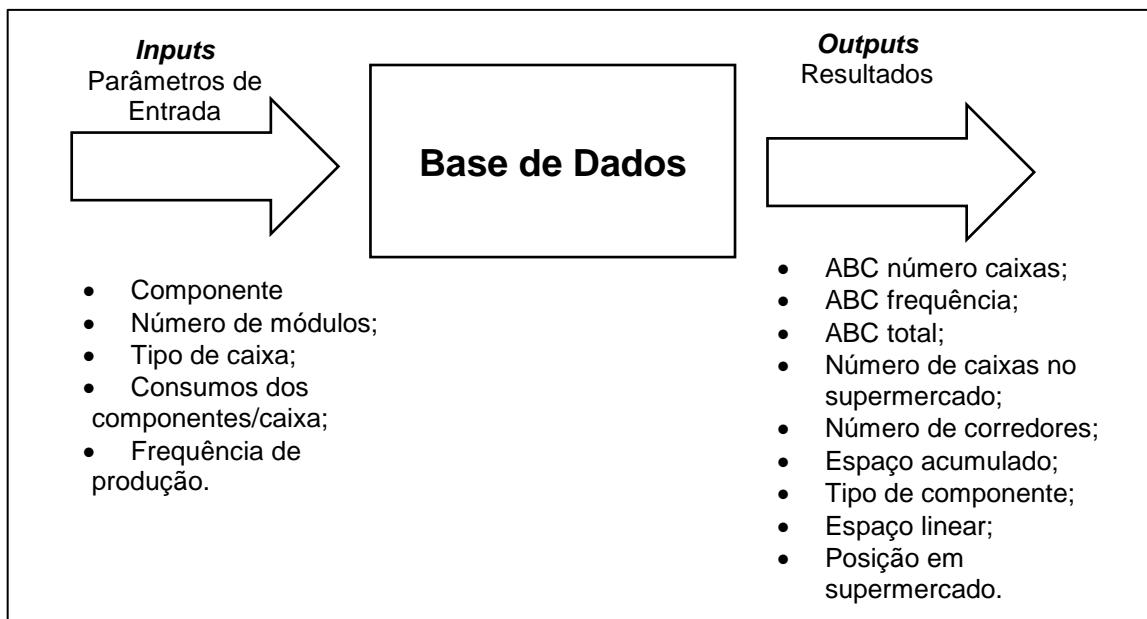 Inputs
Parâmetros de
Entrada
Base de Dados
Outputs
Resultados
• Componente
• Número de módulos;
• Tipo de caixa;
• Consumos dos
componentes/caixa;
• Frequência de
produção.
• ABC número caixas;
• ABC frequência;
• ABC total;
• Número de caixas no
supermercado;
• Número de corredores;
• Espaço acumulado;
• Tipo de componente;
• Espaço linear;
• Posição em
supermercado.